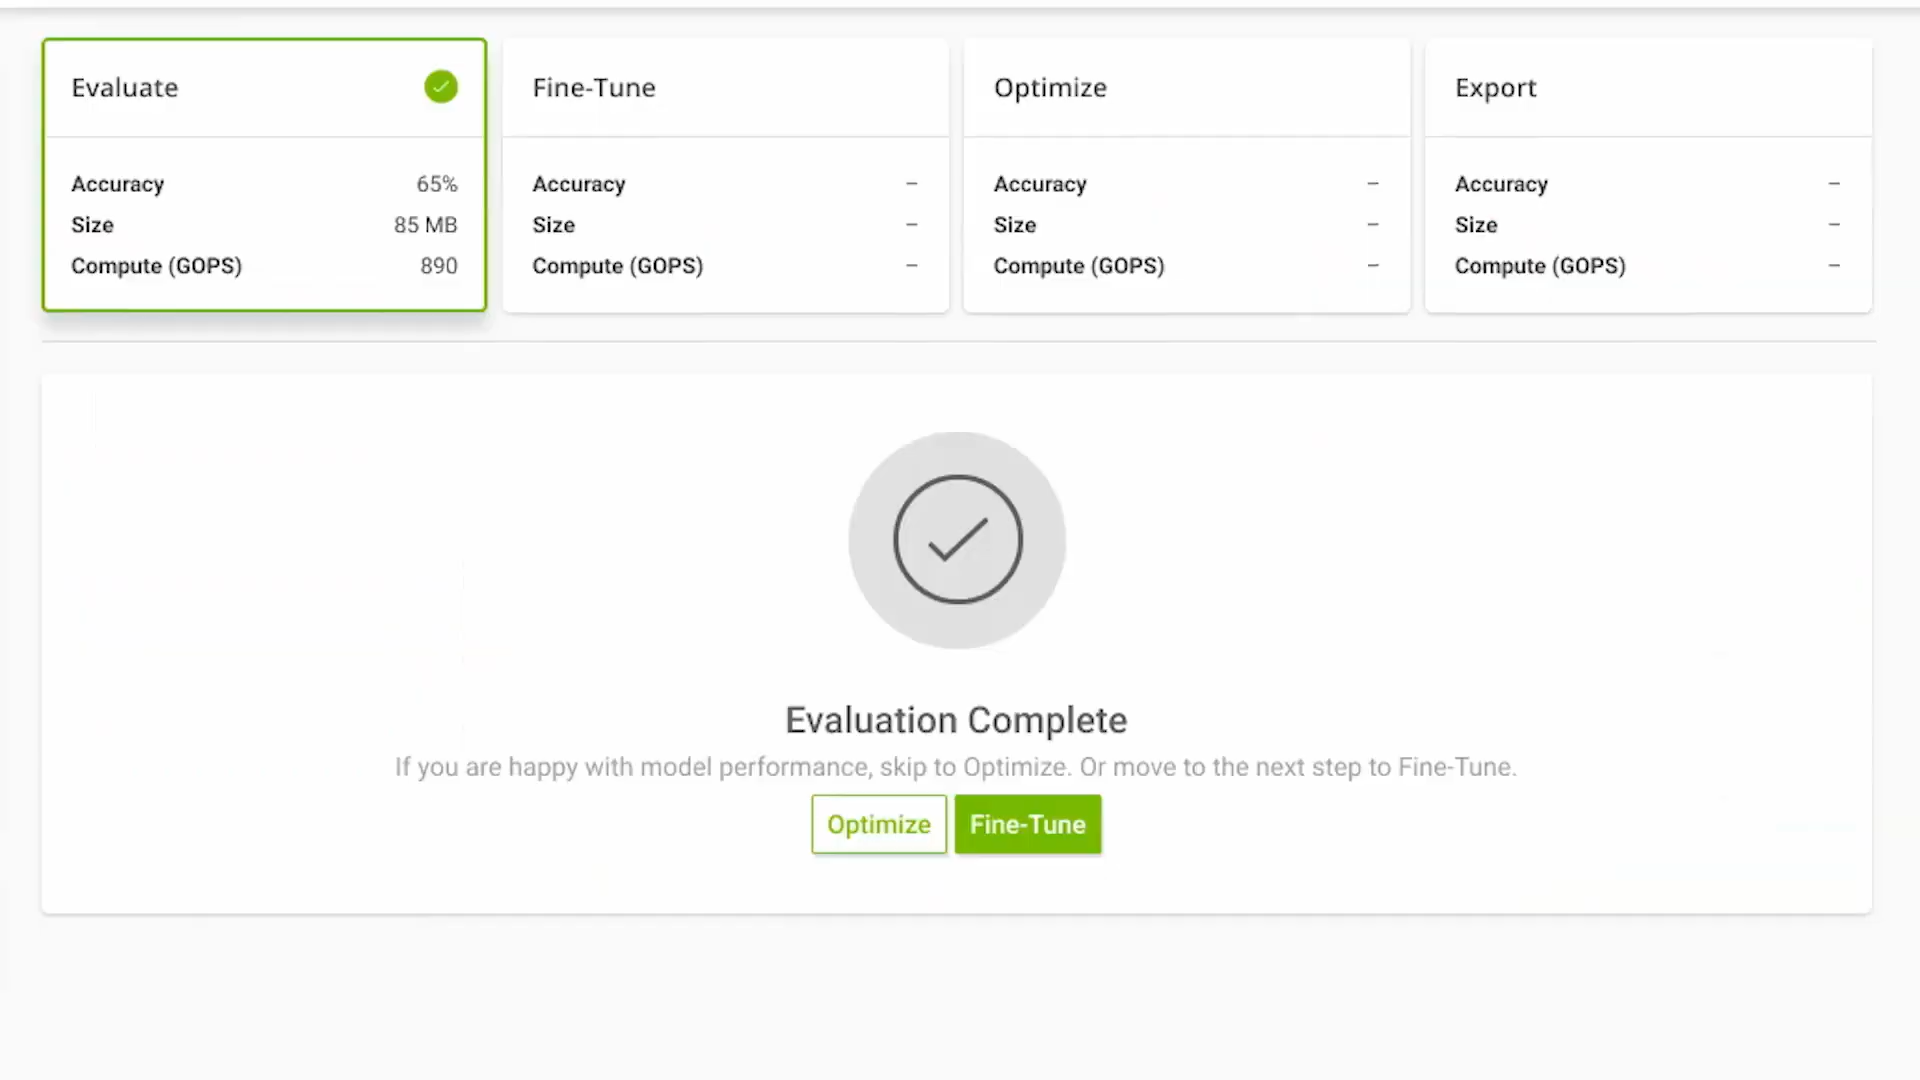 Evaluate
Accuracy 65%
Size 85 MB
Compute (GOPS) 890
Fine-Tune
Accuracy –
Size –
Compute (GOPS) –
Optimize
Accuracy –
Size –
Compute (GOPS) –
Export
Accuracy –
Size –
Compute (GOPS) –
Evaluation Complete
If you are happy with model performance, skip to Optimize. Or move to the next step to Fine-Tune.
Optimize Fine-Tune